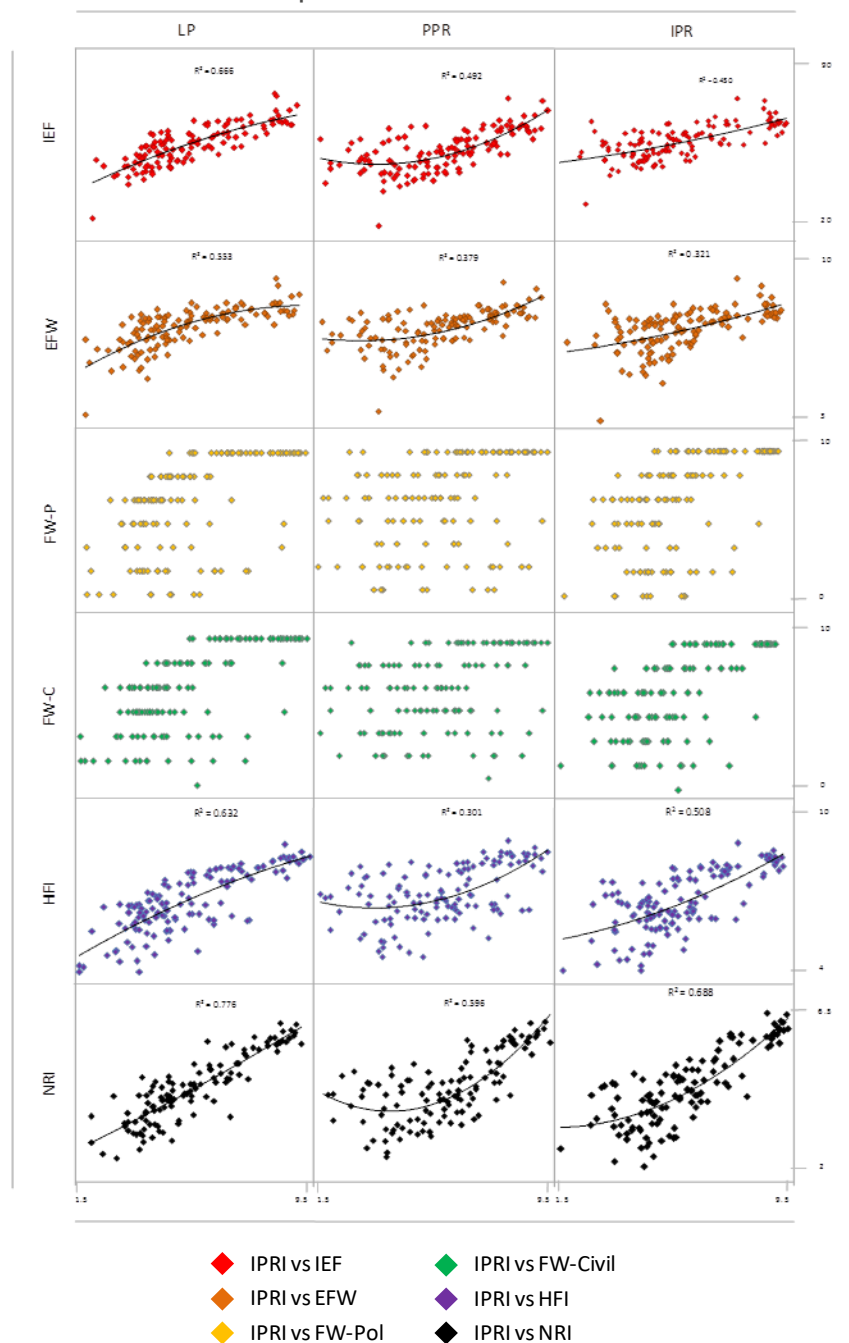 LP PPR IPR
IEF
R² = 0.666
R² = 0.492
R² = 0.450
90
20
EFW
R² = 0.553
R² = 0.379
R² = 0.321
10
3
FW-P
10
0
FW-C
10
0
HFI
R² = 0.632
R² = 0.301
R² = 0.508
10
4
NRI
R² = 0.776
R² = 0.396
R² = 0.688
6.5
2
1.5 9.5 1.5 9.5 1.5 9.5
IPRI vs IEF IPRI vs FW-Civil
IPRI vs EFW IPRI vs HFI
IPRI vs FW-Pol IPRI vs NRI